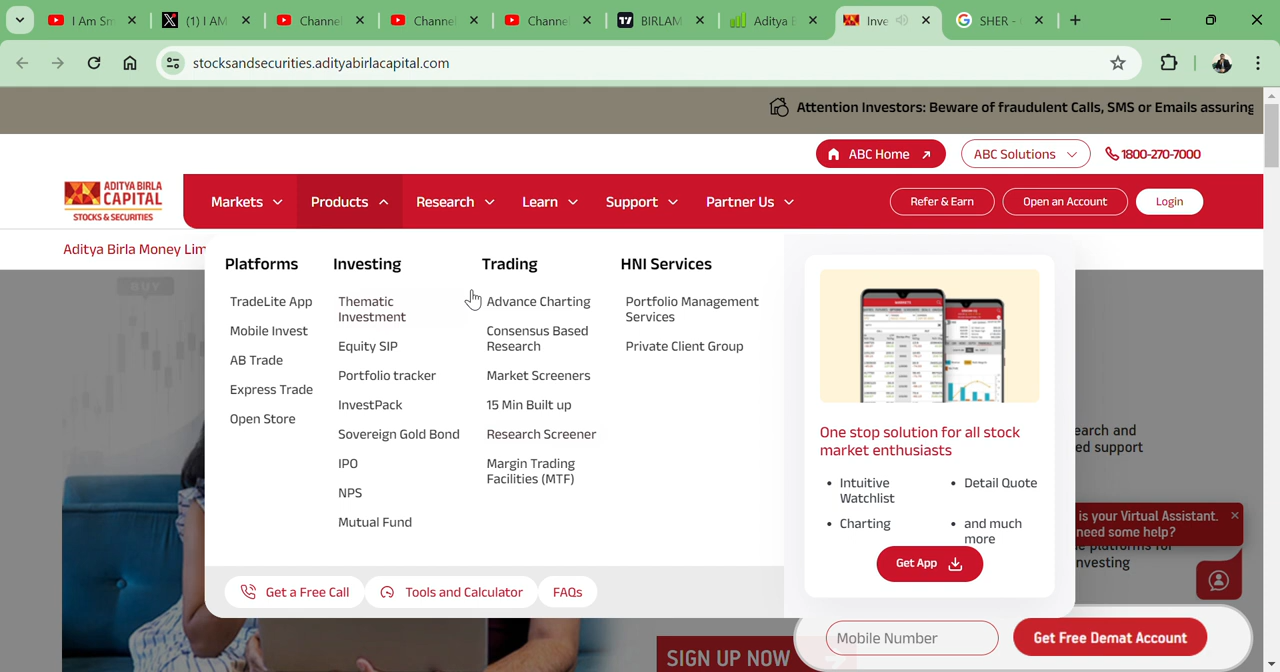 I Am Sm
(1) I AM
Channel
Channel
Channel
BIRLAM
Aditya B
Inve
SHER -
stocksandsecurities.adityabirlacapital.com
Attention Investors: Beware of fraudulent Calls, SMS or Emails assuring
ABC Home
ABC Solutions
1800-270-7000
ADITYA BIRLA
CAPITAL
STOCKS & SECURITIES
Markets
Products
Research
Learn
Support
Partner Us
Refer & Earn
Open an Account
Login
Aditya Birla Money Lim
BUY
Platforms
TradeLite App
Mobile Invest
AB Trade
Express Trade
Open Store
Investing
Thematic
Investment
Equity SIP
Portfolio tracker
InvestPack
Sovereign Gold Bond
IPO
NPS
Mutual Fund
Trading
Advance Charting
Consensus Based
Research
Market Screeners
15 Min Built up
Research Screener
Margin Trading
Facilities (MTF)
HNI Services
Portfolio Management
Services
Private Client Group
One stop solution for all stock
market enthusiasts
• Intuitive
Watchlist
• Detail Quote
• Charting
• and much
more
Get App
Get a Free Call
Tools and Calculator
FAQs
earch and
ed support
is your Virtual Assistant.
need some help?
e platforms for
nvesting
SIGN UP NOW
Mobile Number
Get Free Demat Account